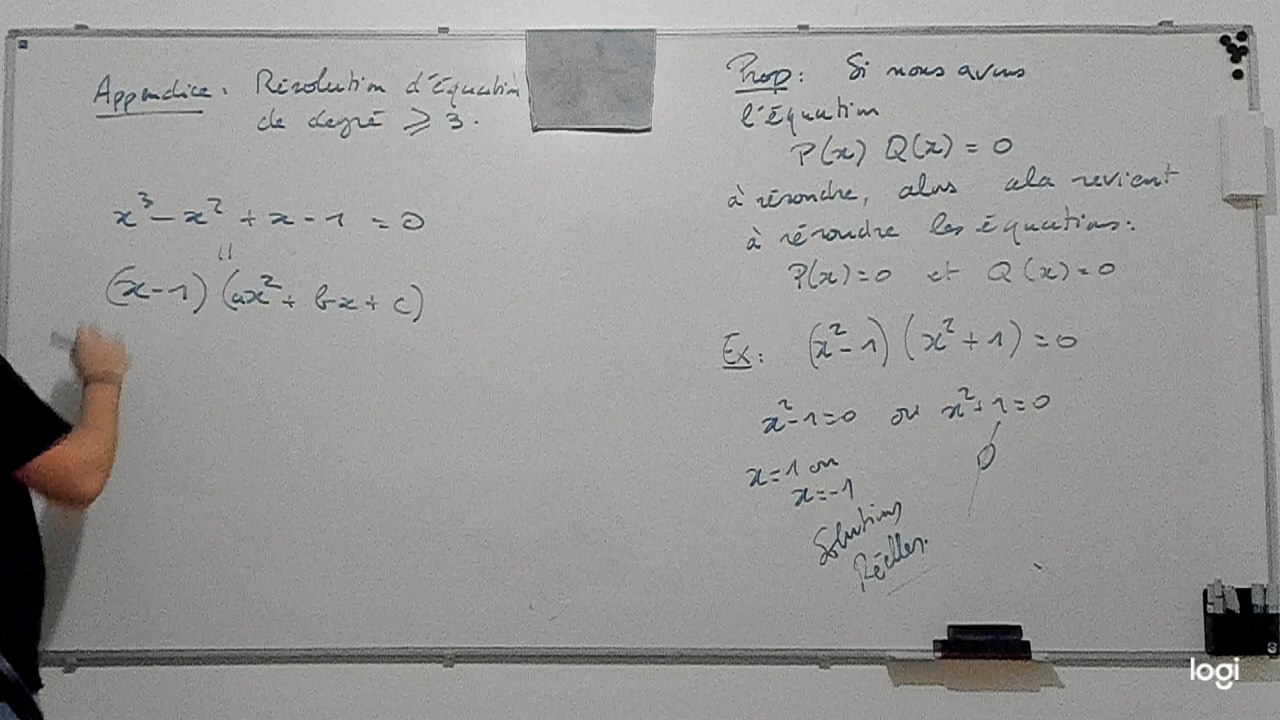 Appendice : Résolution d'Équation
de degré ⩾ 3.
x³ - x² + x - 1 = 0
||
(x-1) (ax² + bx + c)
Prop : Si nous avons
l'équation
P(x) Q(x) = 0
à résoudre, alors cela revient
à résoudre les équations :
P(x)=0 et Q(x)=0
Ex : (x²-1) (x²+1) = 0
x²-1=0 ou x²+1=0
x=1 ou
x=-1
∅
Solutions
Réelles.
logi